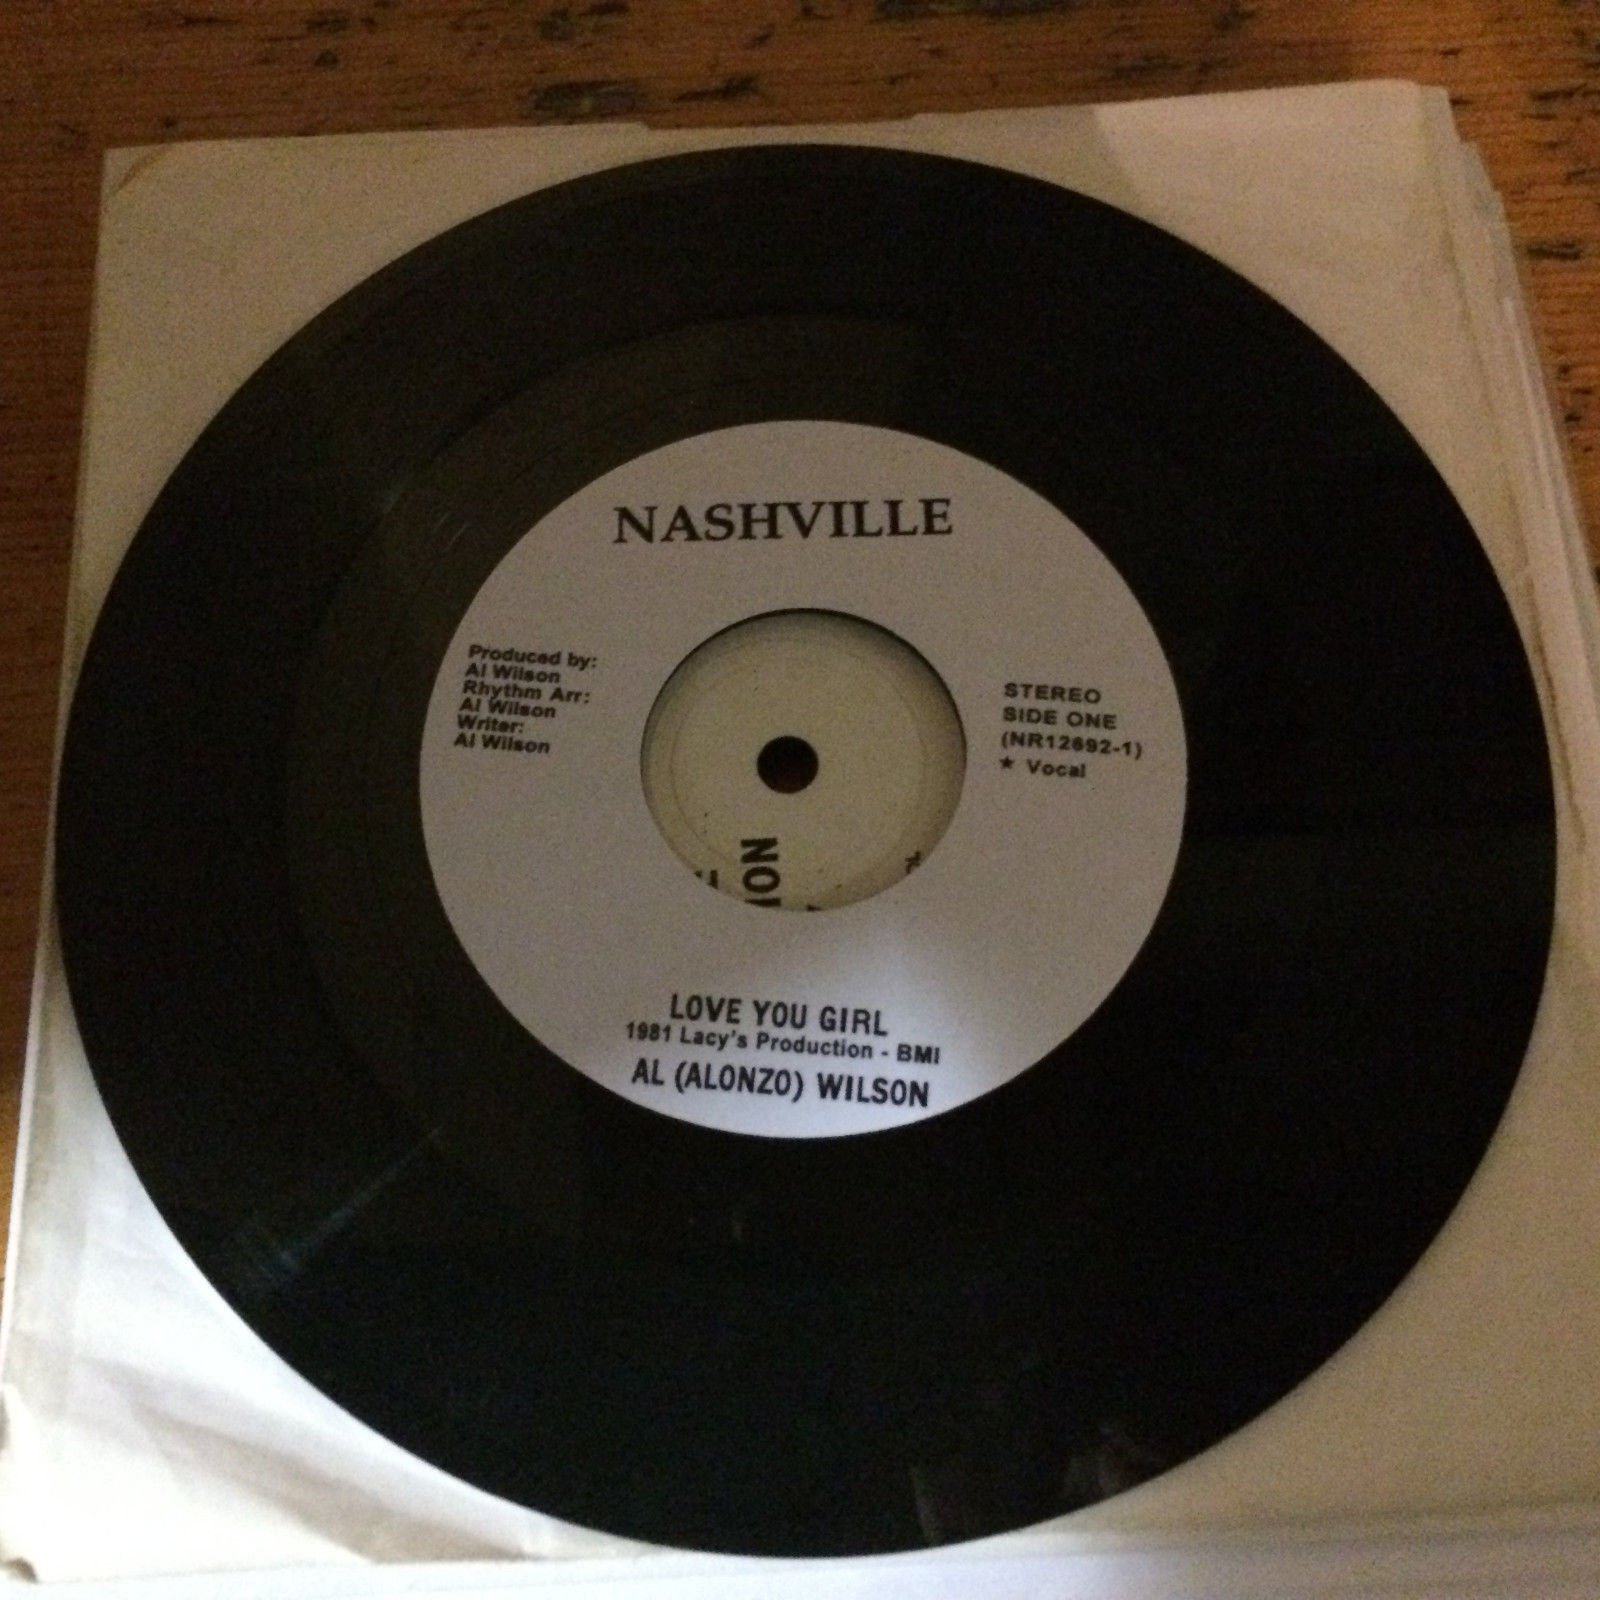 NASHVILLE
Produced by:
Al Wilson
Rhythm Arr:
Al Wilson
Writer:
Al Wilson
STEREO
SIDE ONE
(NR12692-1)
★ Vocal
LOVE YOU GIRL
1981 Lacy's Production - BMI
AL (ALONZO) WILSON